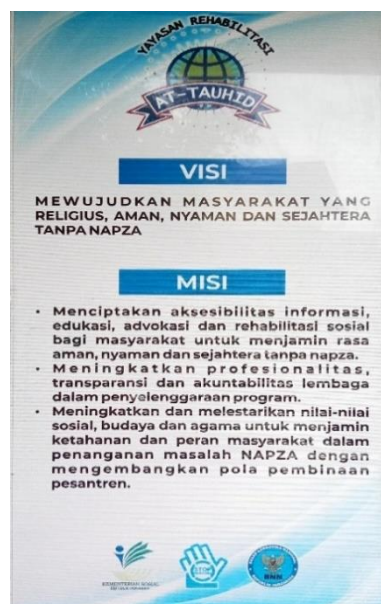 YAYASAN REHABILITASI
AT-TAUHID
VISI
MEWUJUDKAN MASYARAKAT YANG
RELIGIUS, AMAN, NYAMAN DAN SEJAHTERA
TANPA NAPZA
MISI
• Menciptakan aksesibilitas informasi,
edukasi, advokasi dan rehabilitasi sosial
bagi masyarakat untuk menjamin rasa
aman, nyaman dan sejahtera tanpa napza.
• Meningkatkan profesionalitas,
transparansi dan akuntabilitas lembaga
dalam penyelenggaraan program.
• Meningkatkan dan melestarikan nilai-nilai
sosial, budaya dan agama untuk menjamin
ketahanan dan peran masyarakat dalam
penanganan masalah NAPZA dengan
mengembangkan pola pembinaan
pesantren.
KEMENTERIAN SOSIAL
BNN